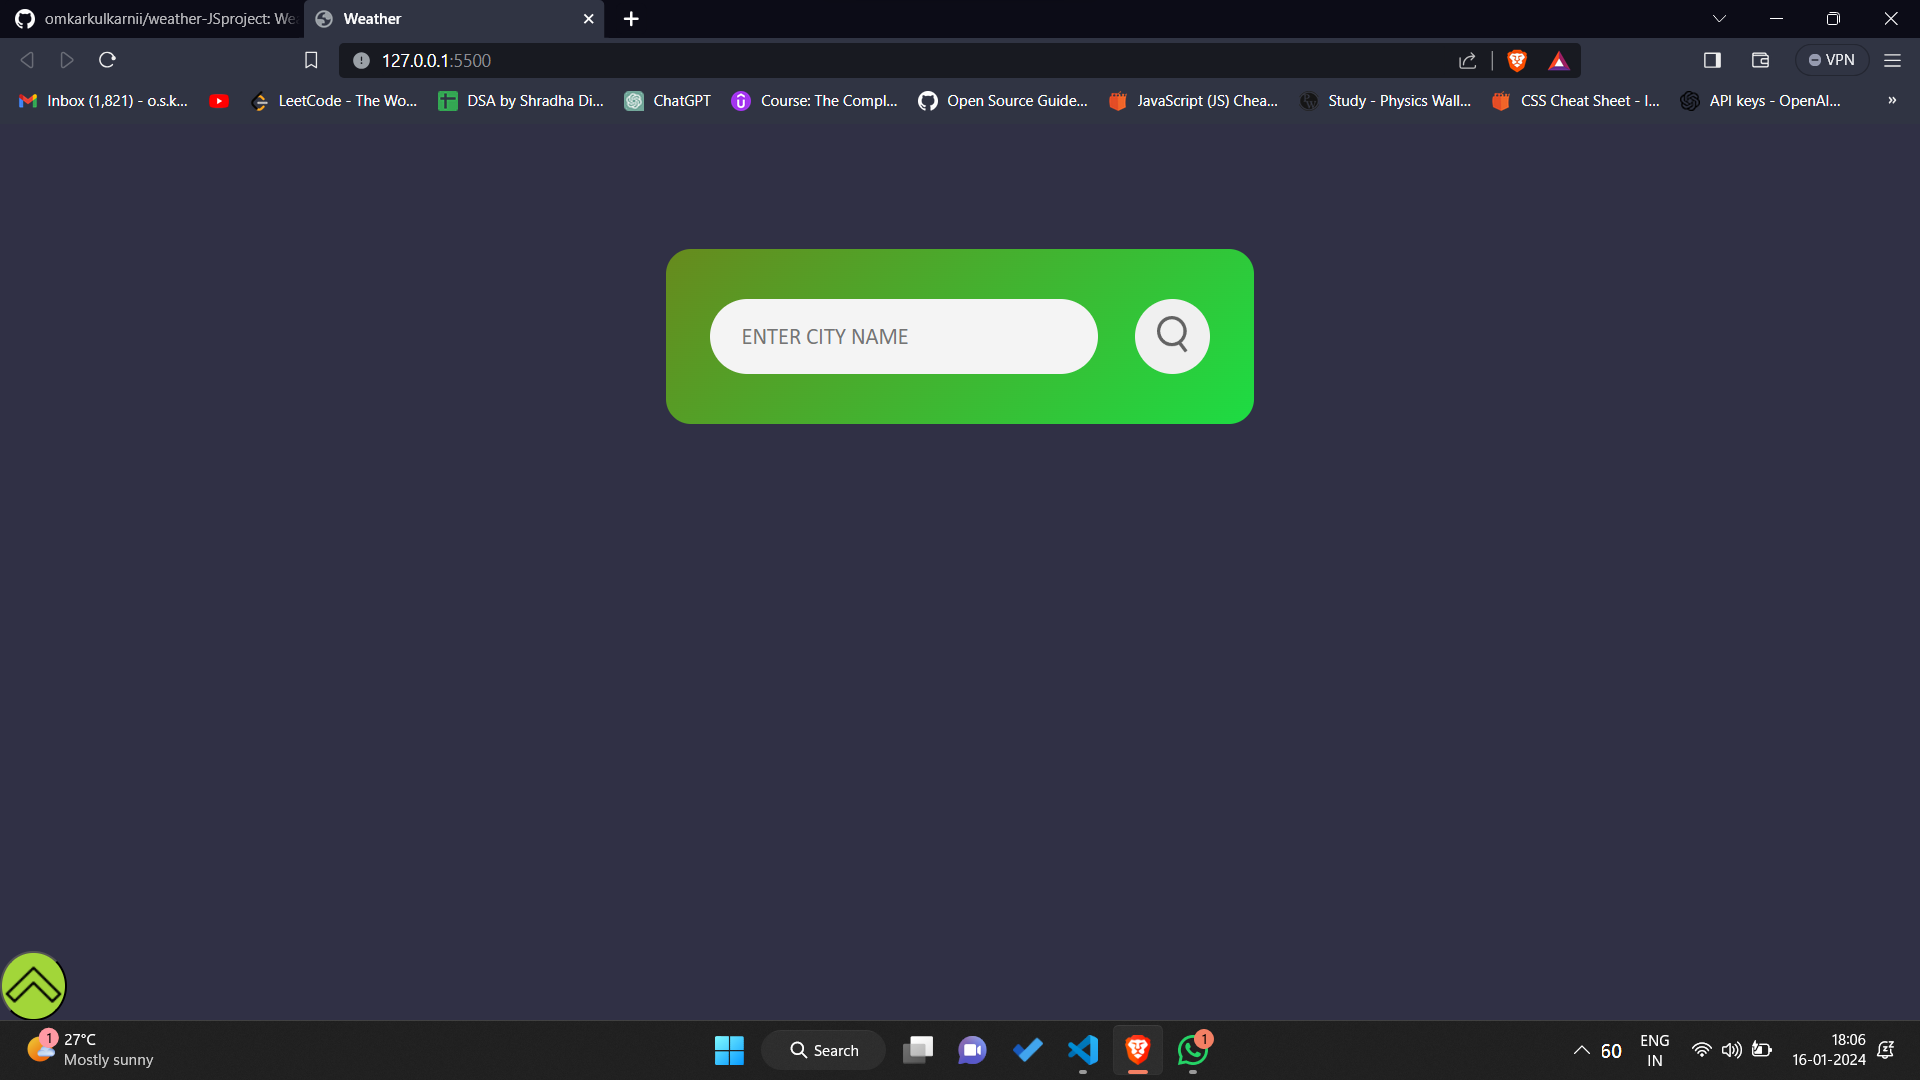 omkarkulkarnii/weather-JSproject: We
Weather
127.0.0.1:5500
VPN
Inbox (1,821) - o.s.k...
LeetCode - The Wo...
DSA by Shradha Di...
ChatGPT
Course: The Compl...
Open Source Guide...
JavaScript (JS) Chea...
Study - Physics Wall...
CSS Cheat Sheet - I...
API keys - OpenAI...
»
ENTER CITY NAME
1
27°C
Mostly sunny
Search
1
60
ENG
IN
18:06
16-01-2024